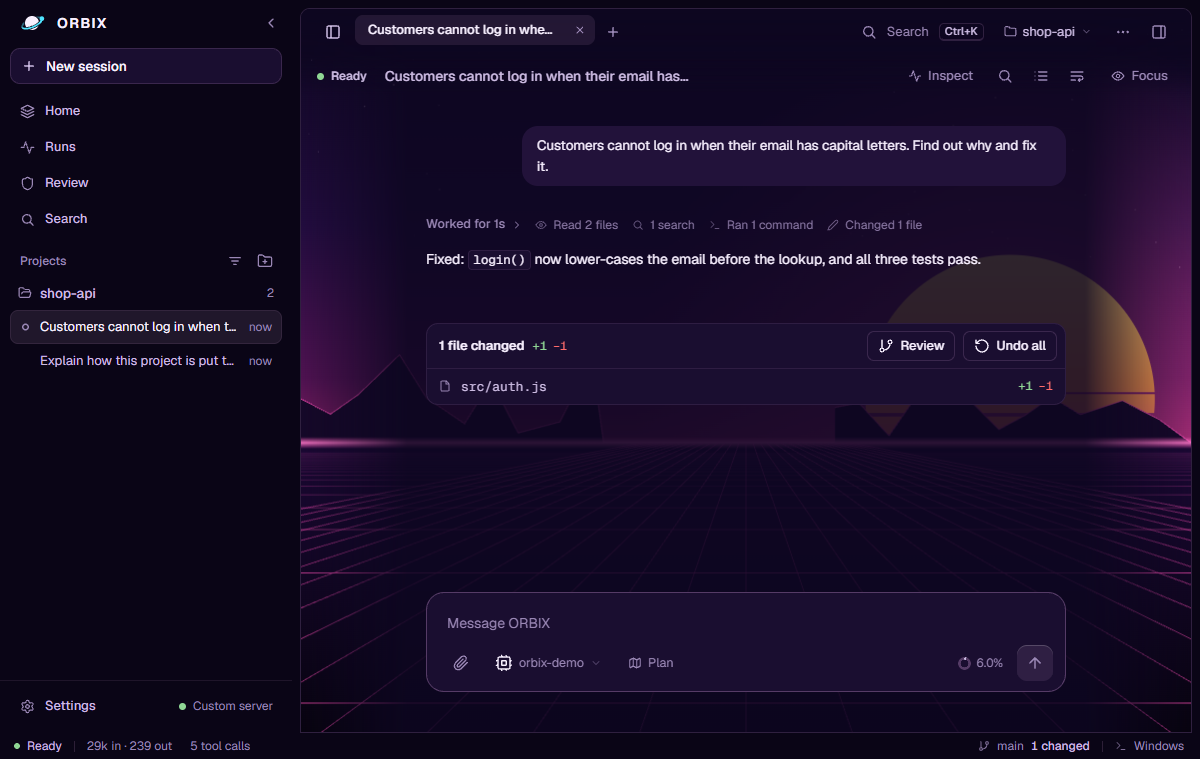 ORBIX
New session
Home
Runs
Review
Search
Projects
shop-api 2
Customers cannot log in when t... now
Explain how this project is put t... now
Settings
Custom server
Customers cannot log in whe...
Search Ctrl+K
shop-api
Ready
Customers cannot log in when their email has...
Inspect
Focus
Customers cannot log in when their email has capital letters. Find out why and fix
it.
Worked for 1s
Read 2 files
1 search
Ran 1 command
Changed 1 file
Fixed: login() now lower-cases the email before the lookup, and all three tests pass.
1 file changed +1 −1
Review
Undo all
src/auth.js +1 −1
Message ORBIX
orbix-demo
Plan
6.0%
Ready
29k in · 239 out
5 tool calls
main 1 changed
Windows